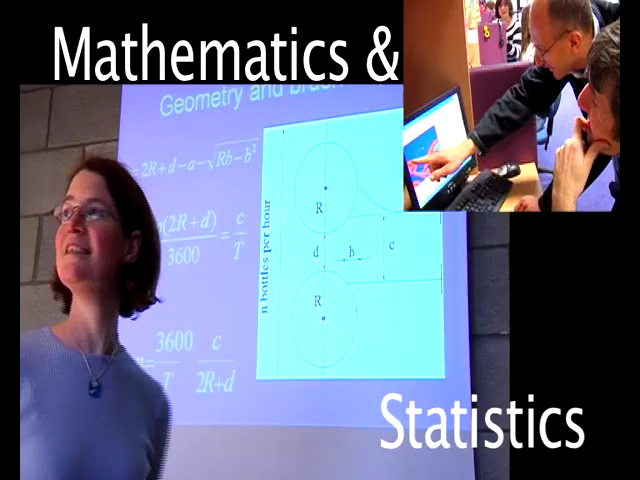 Mathematics &
Geometry and
= 2R + d - a - √Rb - b²
(2R + d) / 3600 = c / T
n bottles per hour
R
d
b
c
R
= 3600 / T c / 2R + d
Statistics